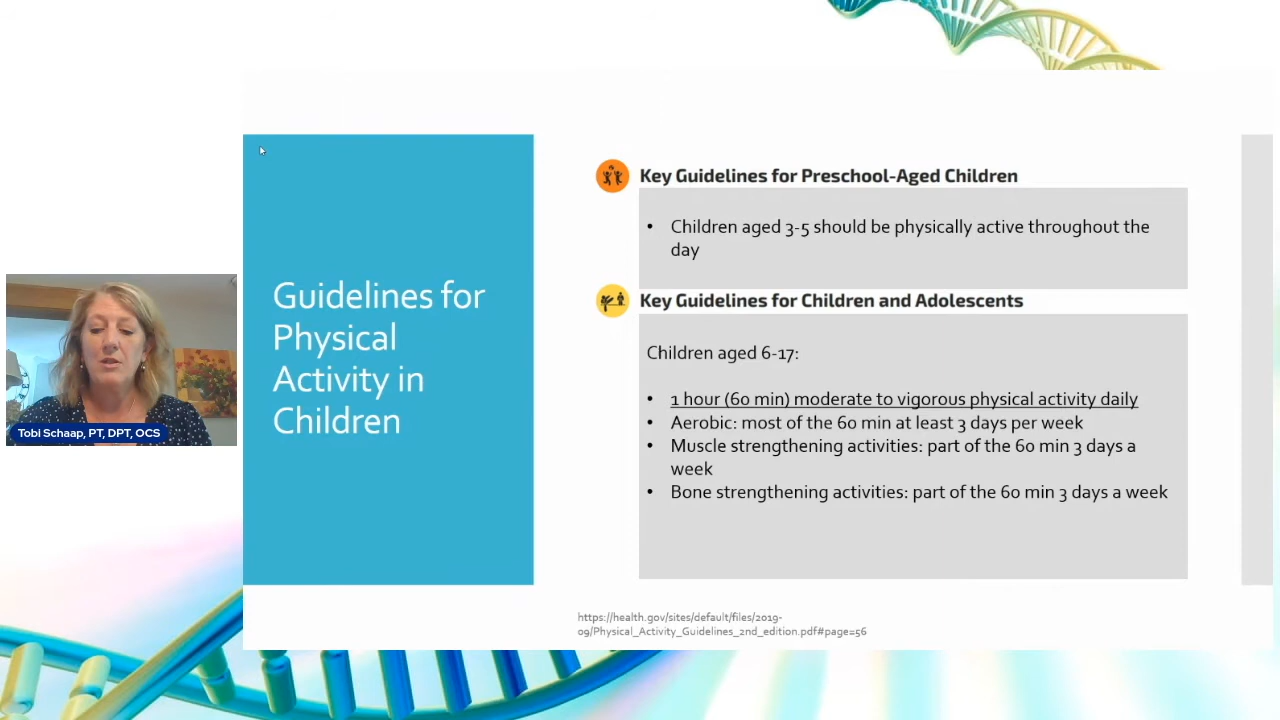 Guidelines for
Physical
Activity in
Children
Key Guidelines for Preschool-Aged Children
• Children aged 3-5 should be physically active throughout the
day
Key Guidelines for Children and Adolescents
Children aged 6-17:
• 1 hour (60 min) moderate to vigorous physical activity daily
• Aerobic: most of the 60 min at least 3 days per week
• Muscle strengthening activities: part of the 60 min 3 days a
week
• Bone strengthening activities: part of the 60 min 3 days a week
https://health.gov/sites/default/files/2019-
09/Physical_Activity_Guidelines_2nd_edition.pdf#page=56
Tobi Schaap, PT, DPT, OCS